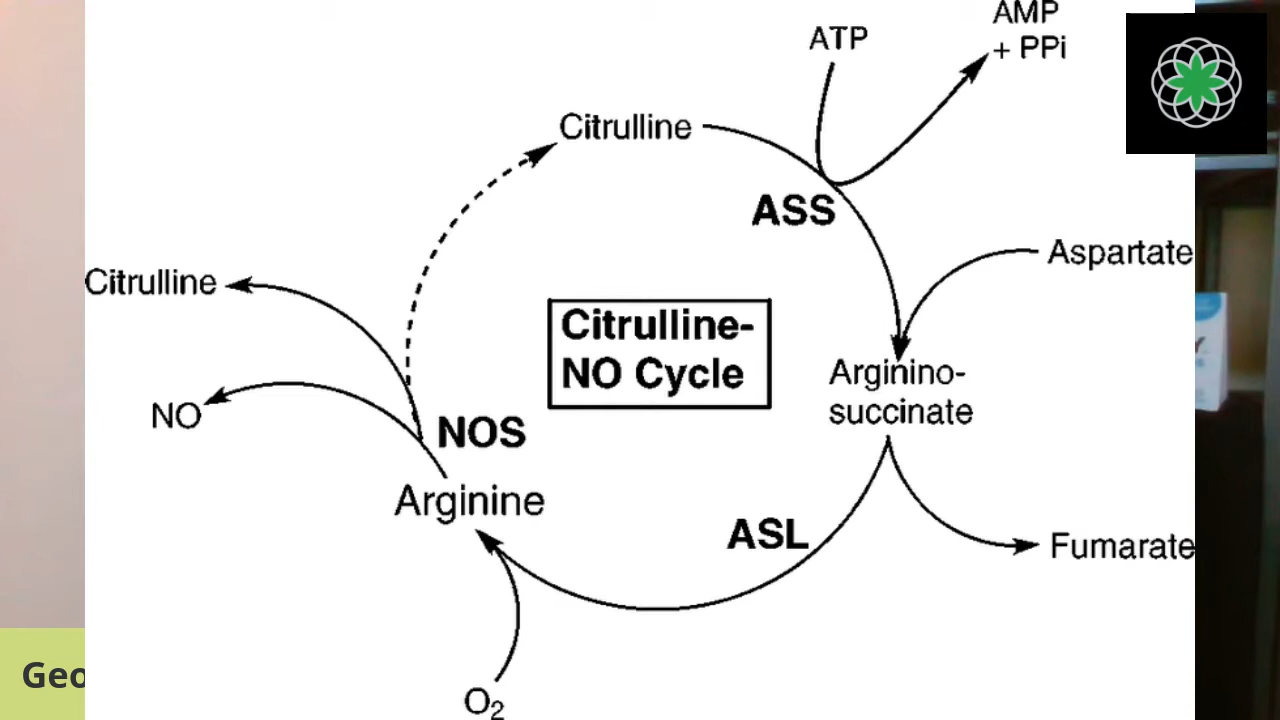 AMP
ATP
+ PPi
Citrulline
ASS
Aspartate
Citrulline
Citrulline-
NO Cycle
Arginino-
succinate
NO
NOS
Arginine
ASL
Fumarate
Geo
O₂